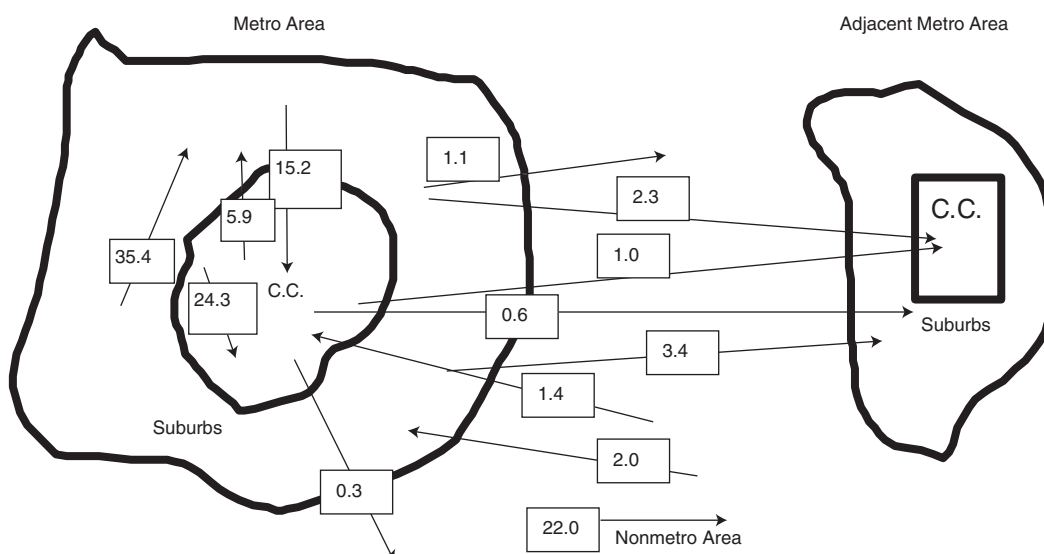 Metro Area
Adjacent Metro Area
1.1
15.2
2.3
C.C.
5.9
35.4
1.0
24.3
C.C.
0.6
Suburbs
3.4
1.4
Suburbs
2.0
0.3
22.0
Nonmetro Area